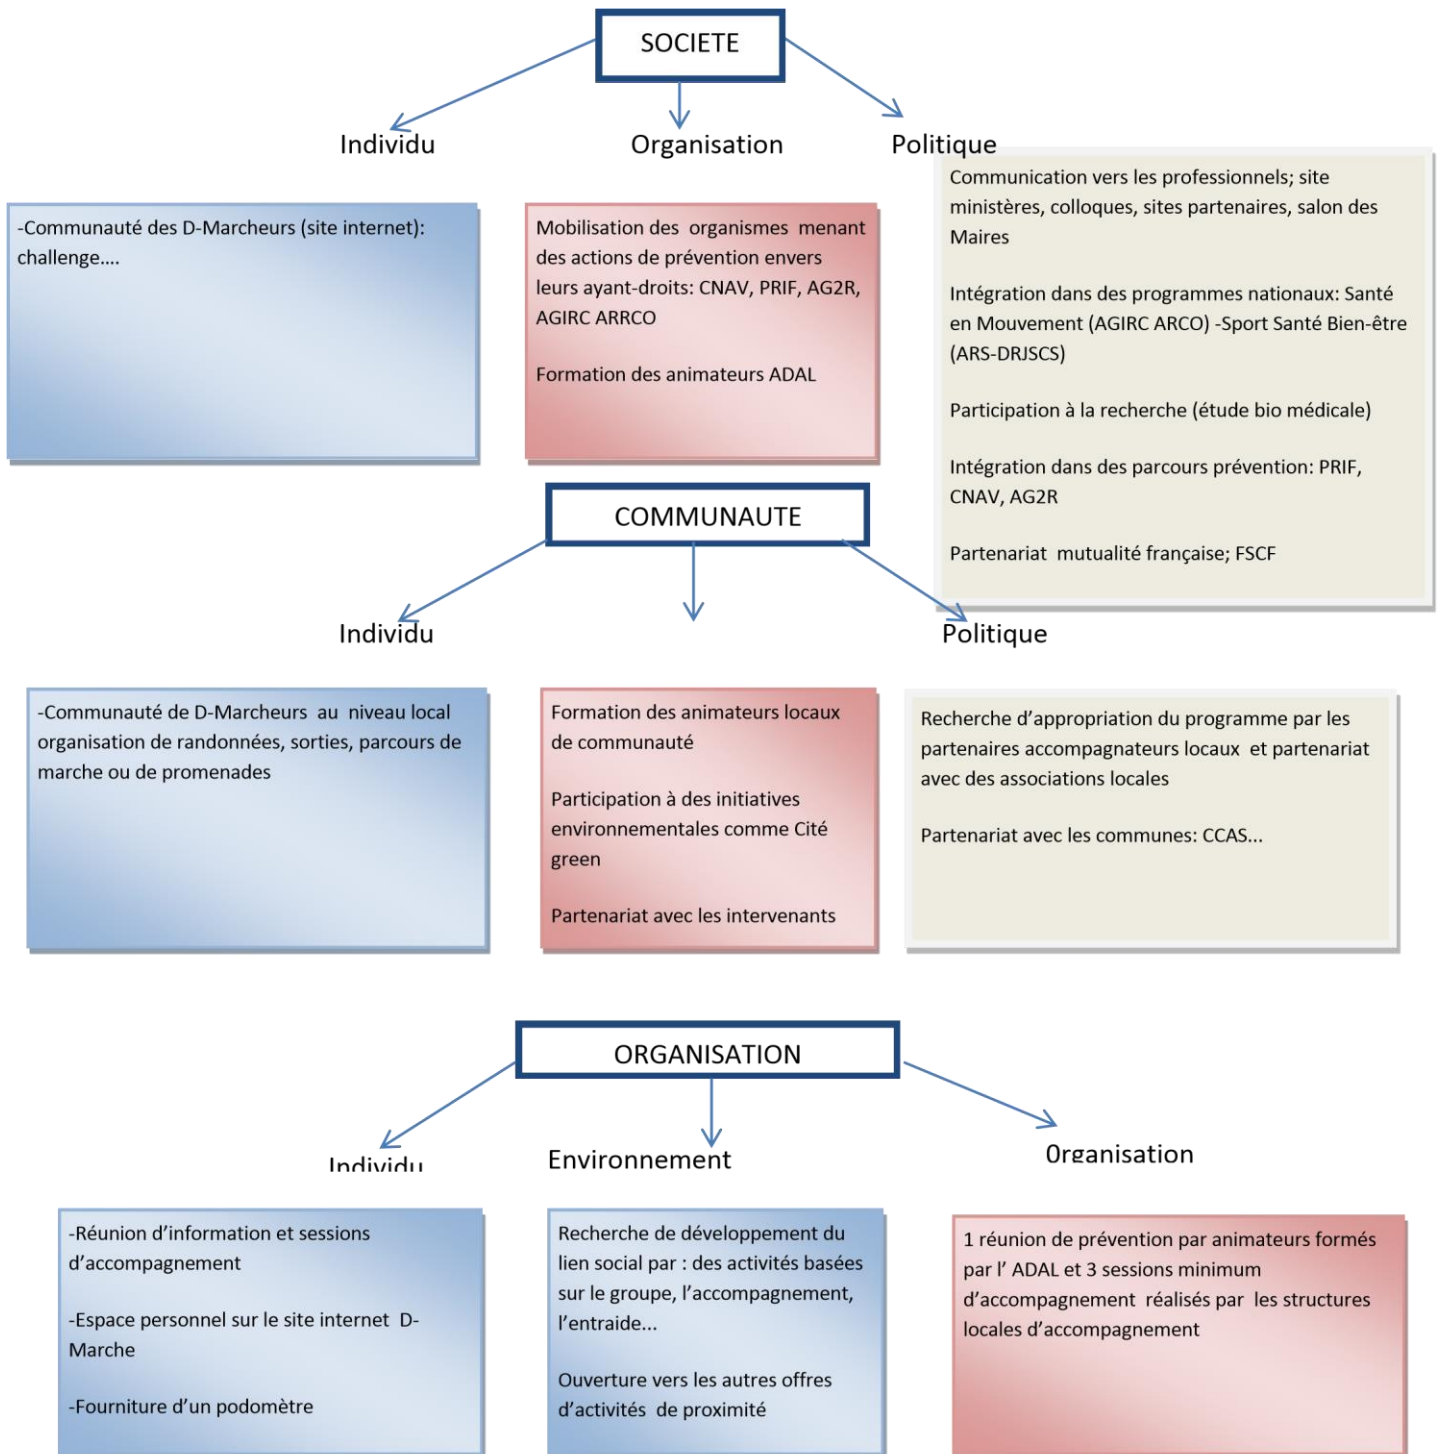 SOCIETE
Individu
Organisation
Politique
-Communauté des D-Marcheurs (site internet):
challenge....
Mobilisation des organismes menant
des actions de prévention envers
leurs ayant-droits: CNAV, PRIF, AG2R,
AGIRC ARRCO
Formation des animateurs ADAL
Communication vers les professionnels; site
ministères, colloques, sites partenaires, salon des
Maires
Intégration dans des programmes nationaux: Santé
en Mouvement (AGIRC ARCO) -Sport Santé Bien-être
(ARS-DRJSCS)
Participation à la recherche (étude bio médicale)
Intégration dans des parcours prévention: PRIF,
CNAV, AG2R
Partenariat mutualité française; FSCF
COMMUNAUTE
Individu
Politique
-Communauté de D-Marcheurs au niveau local
organisation de randonnées, sorties, parcours de
marche ou de promenades
Formation des animateurs locaux
de communauté
Participation à des initiatives
environnementales comme Cité
green
Partenariat avec les intervenants
Recherche d’appropriation du programme par les
partenaires accompagnateurs locaux et partenariat
avec des associations locales
Partenariat avec les communes: CCAS...
ORGANISATION
Individu
Environnement
0rganisation
-Réunion d’information et sessions
d’accompagnement
-Espace personnel sur le site internet D-
Marche
-Fourniture d’un podomètre
Recherche de développement du
lien social par : des activités basées
sur le groupe, l’accompagnement,
l’entraide...
Ouverture vers les autres offres
d’activités de proximité
1 réunion de prévention par animateurs formés
par l’ ADAL et 3 sessions minimum
d’accompagnement réalisés par les structures
locales d’accompagnement